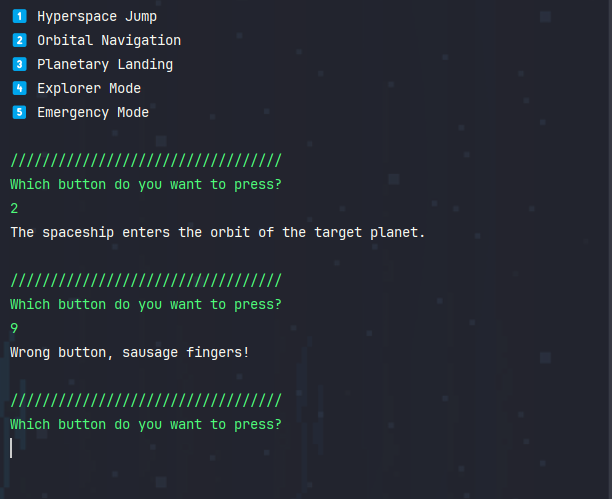 1 Hyperspace Jump
2 Orbital Navigation
3 Planetary Landing
4 Explorer Mode
5 Emergency Mode
//////////////////////////////////
Which button do you want to press?
2
The spaceship enters the orbit of the target planet.
//////////////////////////////////
Which button do you want to press?
9
Wrong button, sausage fingers!
//////////////////////////////////
Which button do you want to press?